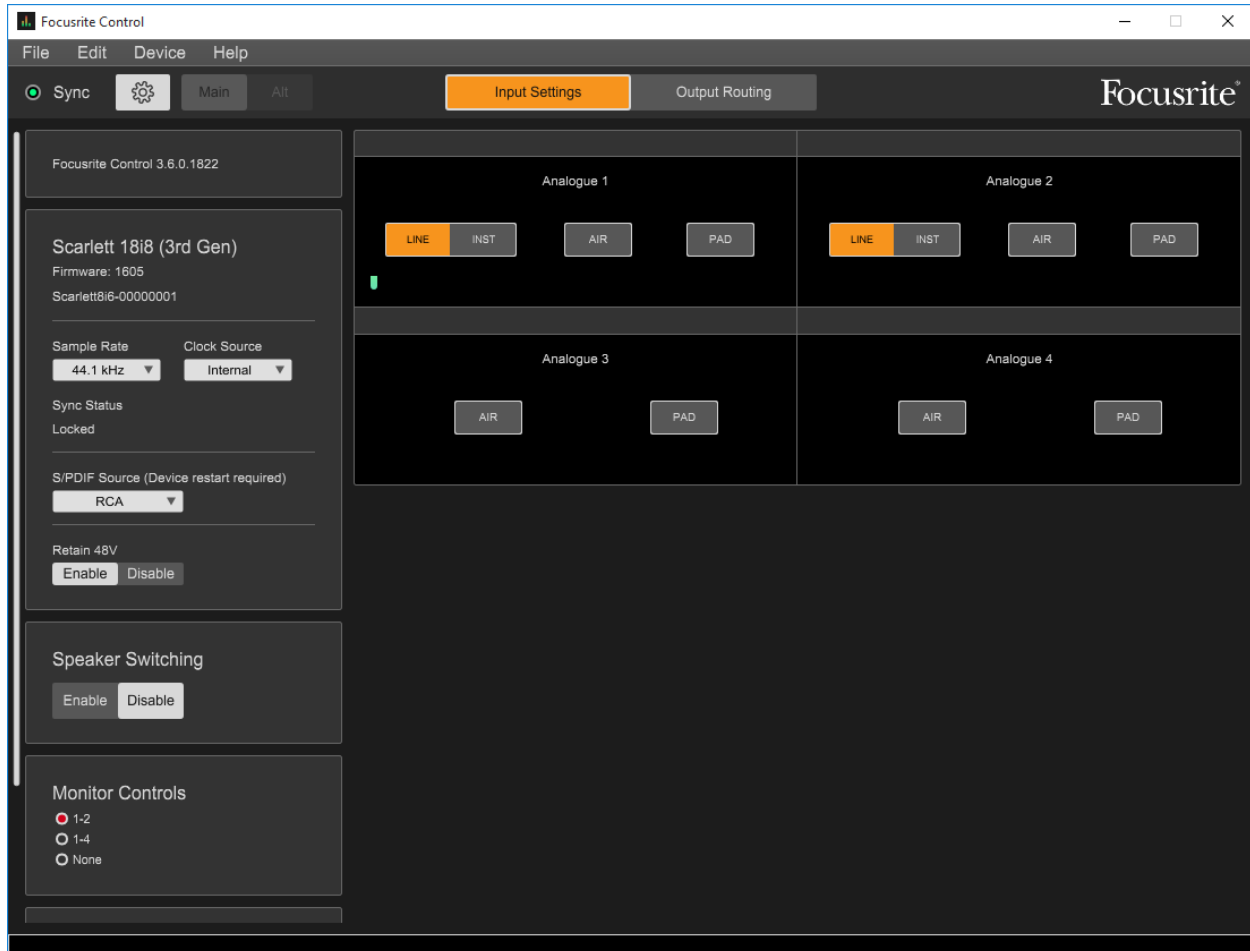 Focusrite Control
File Edit Device Help
Sync Main Alt Input Settings Output Routing Focusrite
Focusrite Control 3.6.0.1822
Scarlett 18i8 (3rd Gen)
Firmware: 1605
Scarlett8i6-00000001
Sample Rate Clock Source
44.1 kHz Internal
Sync Status
Locked
S/PDIF Source (Device restart required)
RCA
Retain 48V
Enable Disable
Speaker Switching
Enable Disable
Monitor Controls
1-2
1-4
None
Analogue 1
LINE INST AIR PAD
Analogue 2
LINE INST AIR PAD
Analogue 3
AIR PAD
Analogue 4
AIR PAD